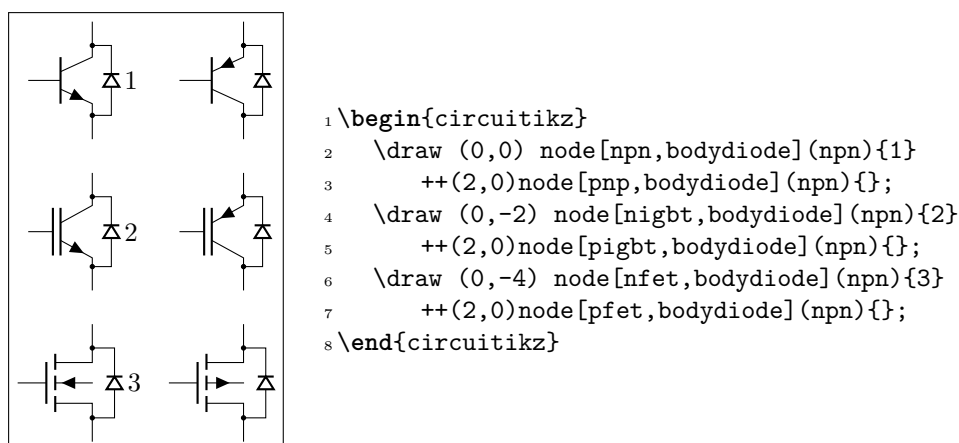 1
2
3
1 \begin{circuitikz}
2 \draw (0,0) node[npn,bodydiode](npn){1}
3 ++(2,0)node[pnp,bodydiode](npn){};
4 \draw (0,-2) node[nigbt,bodydiode](npn){2}
5 ++(2,0)node[pigbt,bodydiode](npn){};
6 \draw (0,-4) node[nfet,bodydiode](npn){3}
7 ++(2,0)node[pfet,bodydiode](npn){};
8 \end{circuitikz}